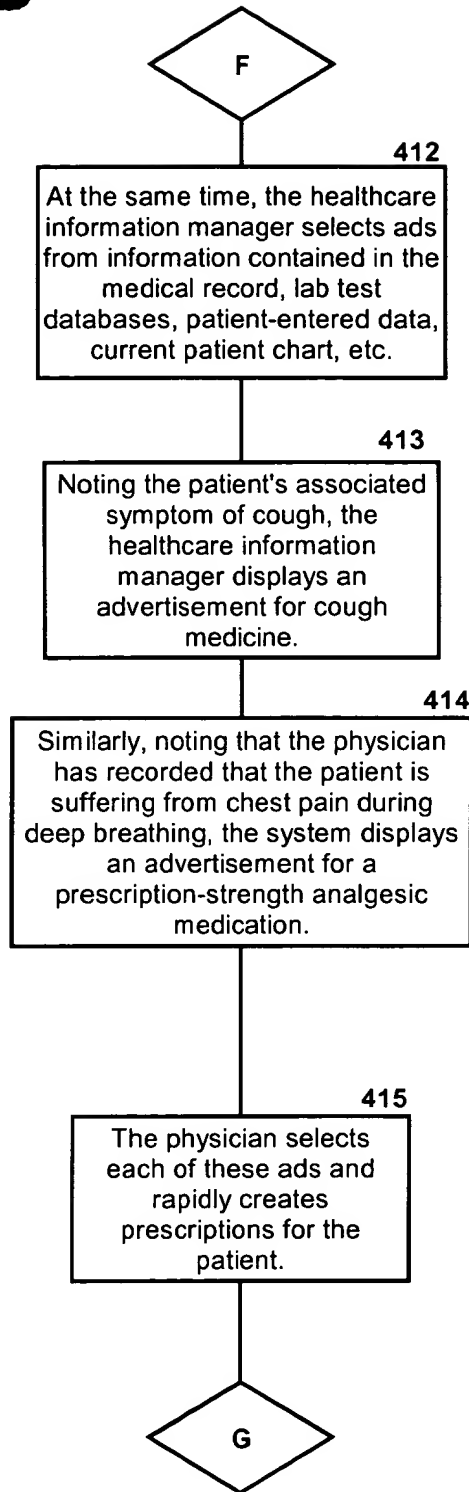 F
412
At the same time, the healthcare
information manager selects ads
from information contained in the
medical record, lab test
databases, patient-entered data,
current patient chart, etc.
413
Noting the patient's associated
symptom of cough, the
healthcare information
manager displays an
advertisement for cough
medicine.
414
Similarly, noting that the physician
has recorded that the patient is
suffering from chest pain during
deep breathing, the system displays
an advertisement for a
prescription-strength analgesic
medication.
415
The physician selects
each of these ads and
rapidly creates
prescriptions for the
patient.
G